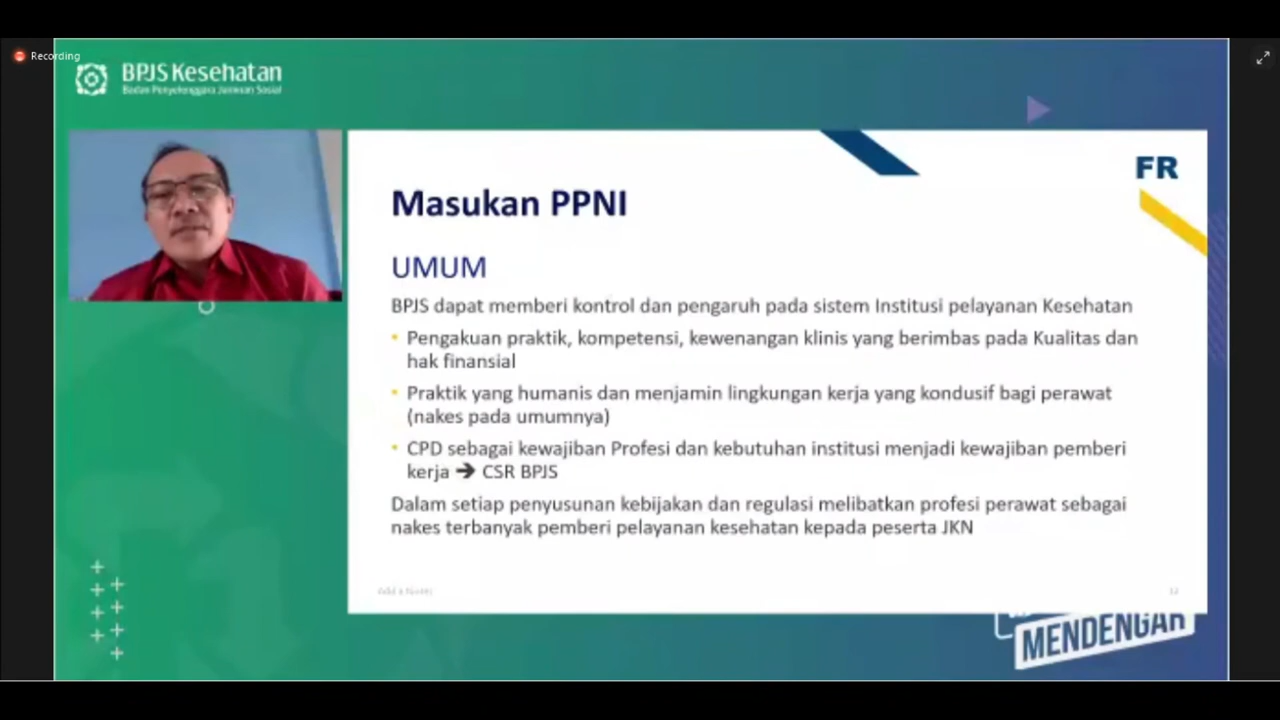 Recording
BPJS Kesehatan
Badan Penyelenggara Jaminan Sosial
FR
Masukan PPNI
UMUM
BPJS dapat memberi kontrol dan pengaruh pada sistem Institusi pelayanan Kesehatan
• Pengakuan praktik, kompetensi, kewenangan klinis yang berimbas pada Kualitas dan
hak finansial
• Praktik yang humanis dan menjamin lingkungan kerja yang kondusif bagi perawat
(nakes pada umumnya)
• CPD sebagai kewajiban Profesi dan kebutuhan institusi menjadi kewajiban pemberi
kerja ➔ CSR BPJS
Dalam setiap penyusunan kebijakan dan regulasi melibatkan profesi perawat sebagai
nakes terbanyak pemberi pelayanan kesehatan kepada peserta JKN
MENDENGAR